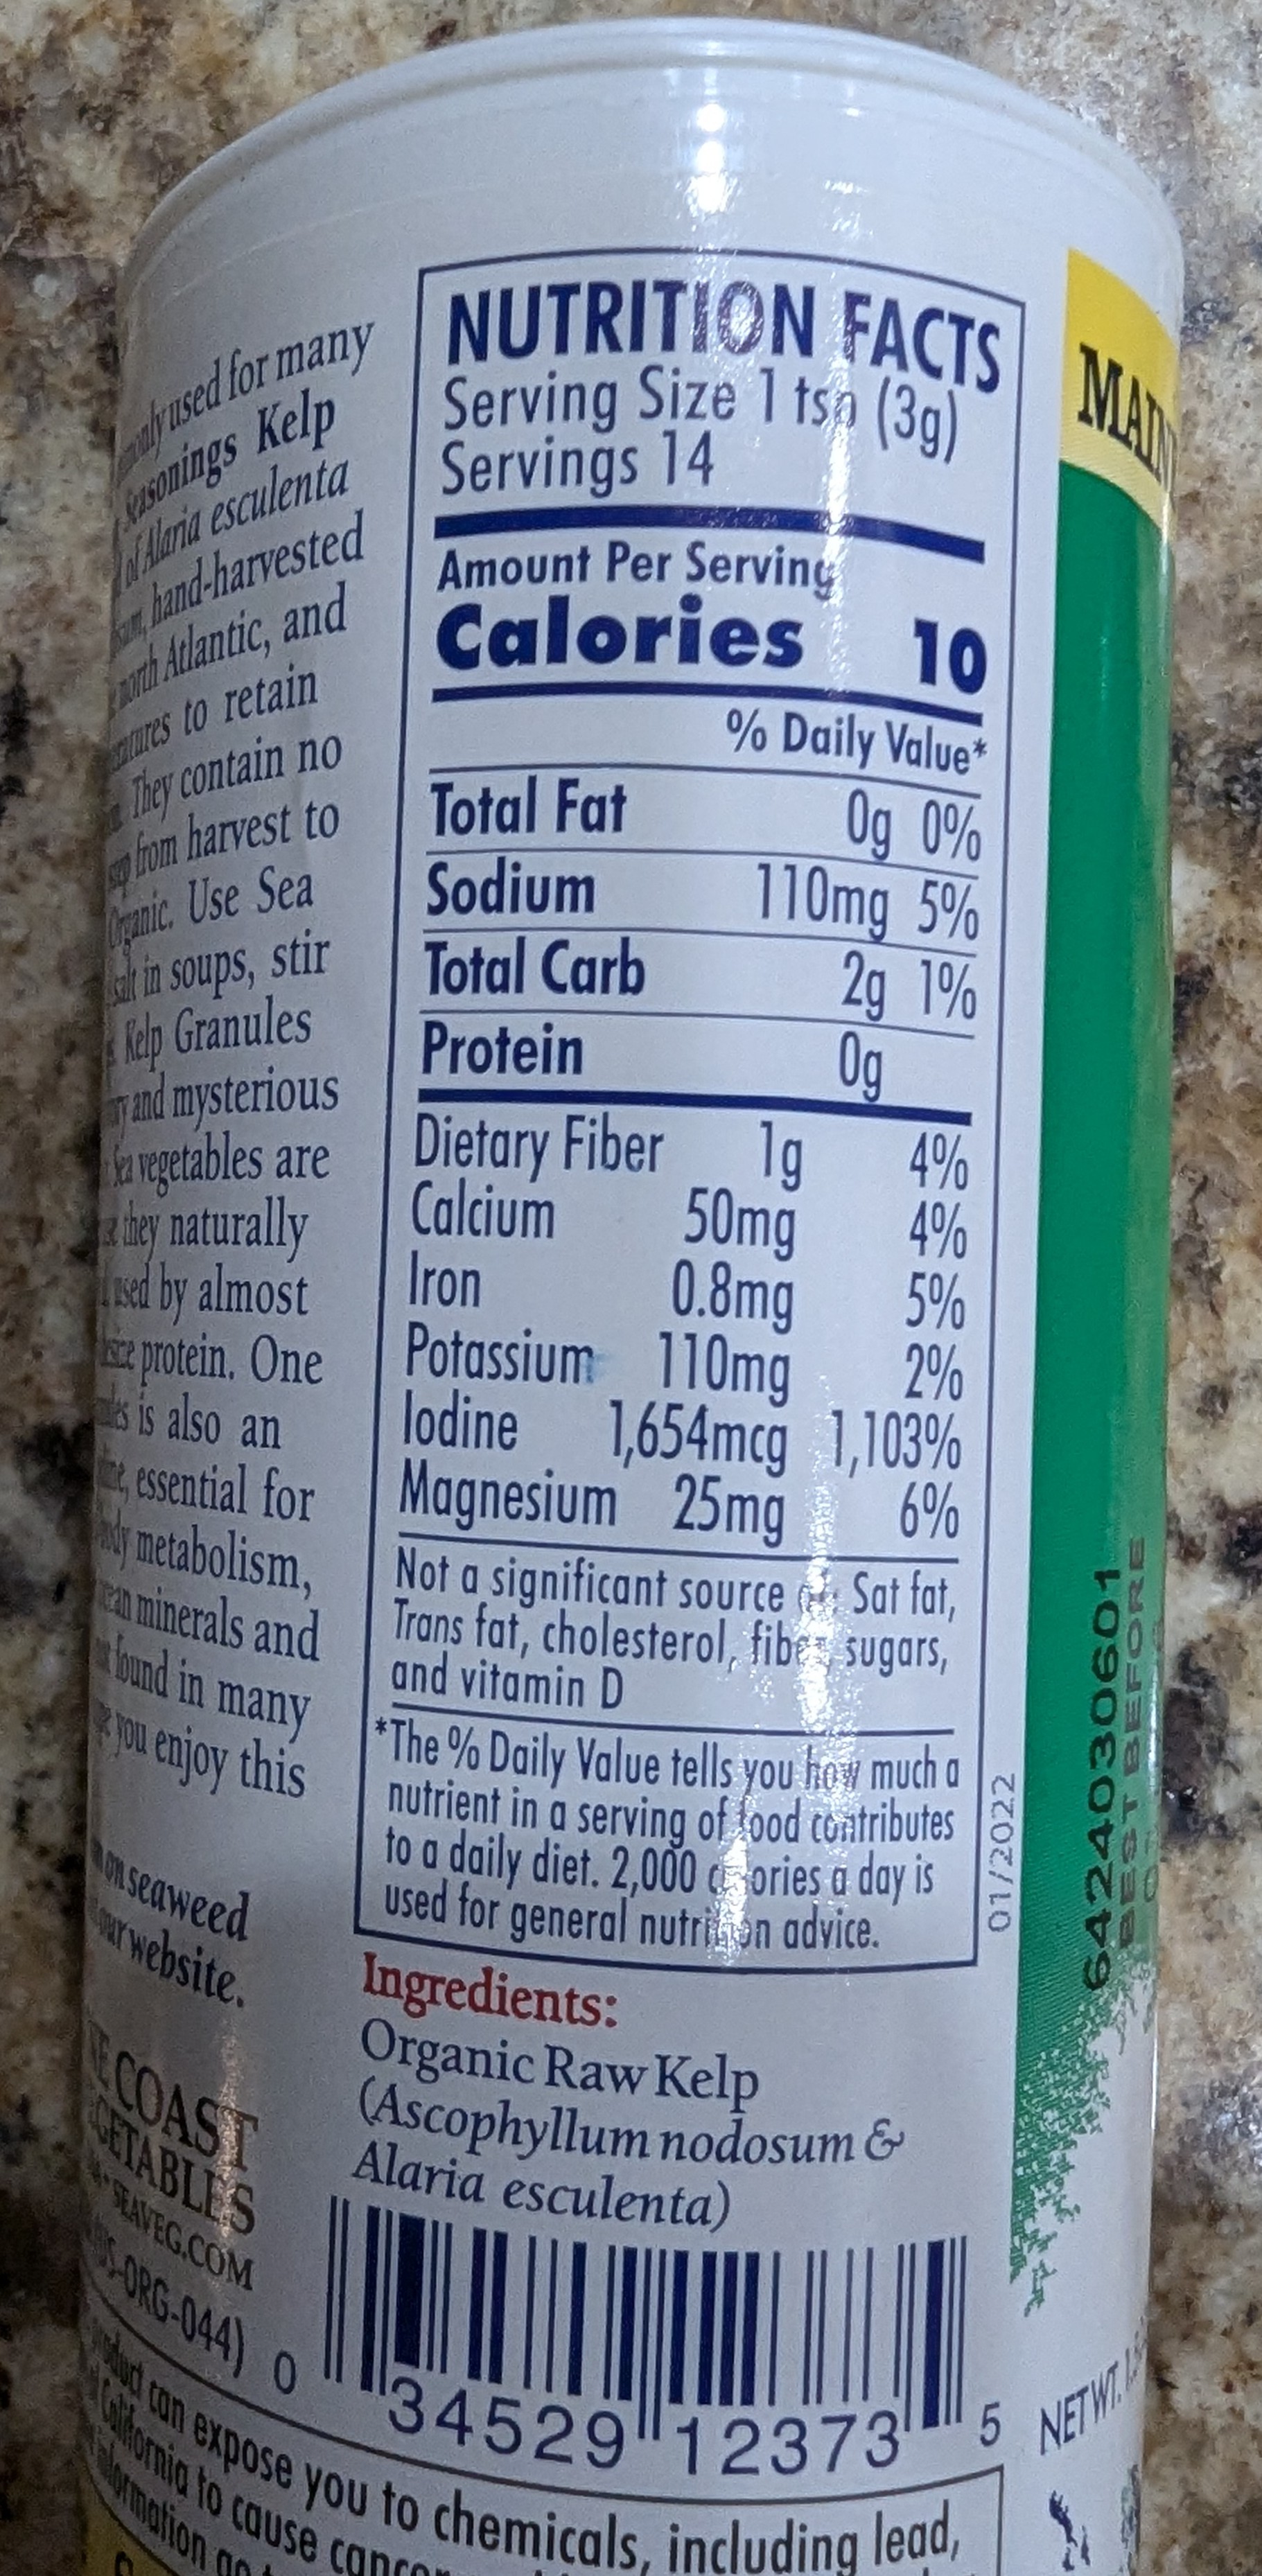 used for many
Seasonings Kelp
of Alaria esculenta
hand-harvested
north Atlantic, and
to retain
They contain no
from harvest to
Organic. Use Sea
salt in soups, stir
Kelp Granules
and mysterious
Sea vegetables are
they naturally
used by almost
protein. One
is also an
essential for
metabolism,
minerals and
found in many
you enjoy this
on seaweed
our website.
COAST
SEAVEG.COM
-ORG-044)
NUTRITION FACTS
Serving Size 1 tsp (3g)
Servings 14
Amount Per Serving
Calories 10
% Daily Value*
Total Fat 0g 0%
Sodium 110mg 5%
Total Carb 2g 1%
Protein 0g
Dietary Fiber 1g 4%
Calcium 50mg 4%
Iron 0.8mg 5%
Potassium 110mg 2%
Iodine 1,654mcg 1,103%
Magnesium 25mg 6%
Not a significant source of: Sat fat,
Trans fat, cholesterol, fiber, sugars,
and vitamin D
*The % Daily Value tells you how much a
nutrient in a serving of food contributes
to a daily diet. 2,000 calories a day is
used for general nutrition advice.
01/2022
Ingredients:
Organic Raw Kelp
(Ascophyllum nodosum &
Alaria esculenta)
0 34529 12373 5
can expose you to chemicals, including lead,
California to cause
information go
MAIN
6424030601
BEST BEFORE
NET WT.